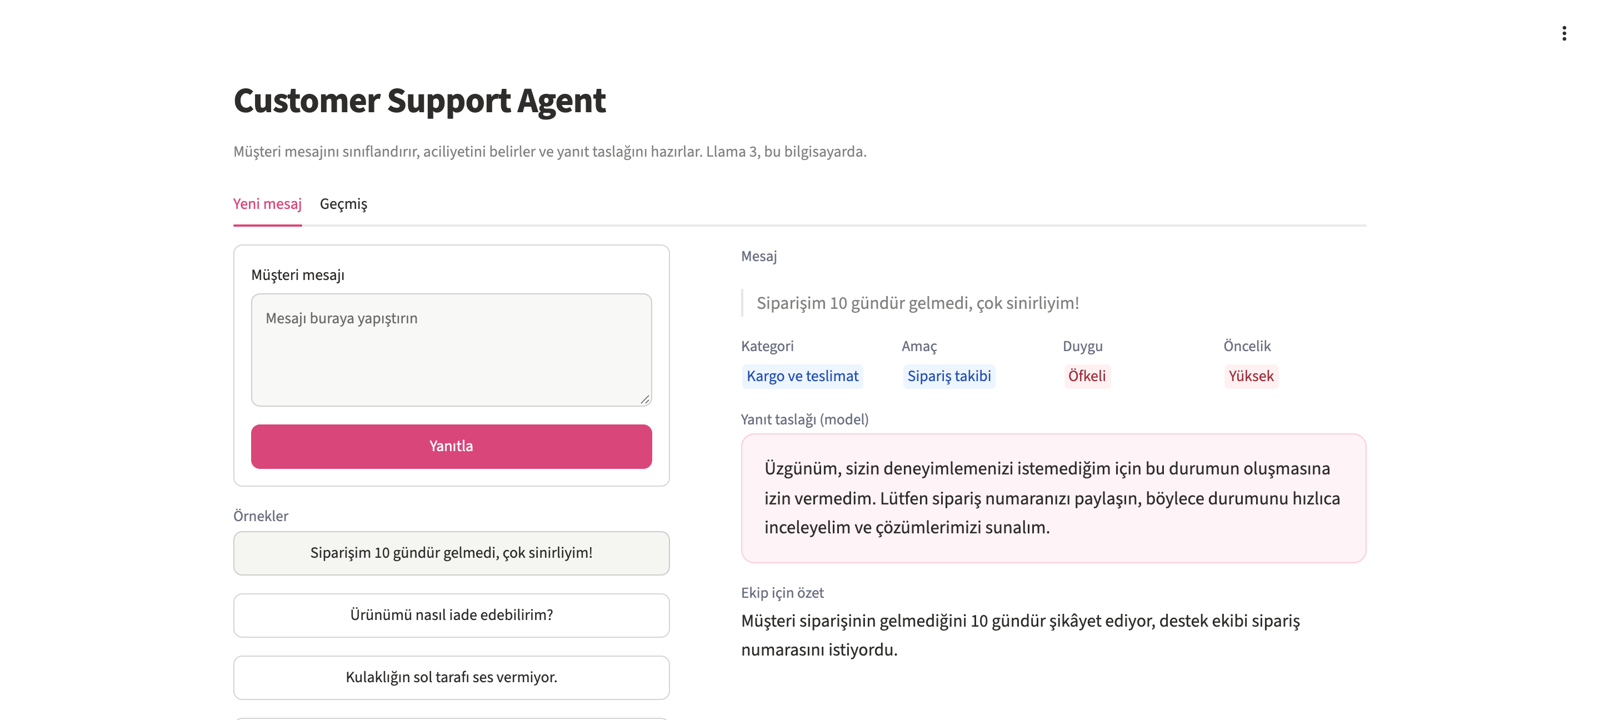 Customer Support Agent
Müşteri mesajını sınıflandırır, aciliyetini belirler ve yanıt taslağını hazırlar. Llama 3, bu bilgisayarda.
Yeni mesaj
Geçmiş
Müşteri mesajı
Mesajı buraya yapıştırın
Yanıtla
Örnekler
Siparişim 10 gündür gelmedi, çok sinirliyim!
Ürünümü nasıl iade edebilirim?
Kulaklığın sol tarafı ses vermiyor.
Mesaj
Siparişim 10 gündür gelmedi, çok sinirliyim!
Kategori
Amaç
Duygu
Öncelik
Kargo ve teslimat
Sipariş takibi
Öfkeli
Yüksek
Yanıt taslağı (model)
Üzgünüm, sizin deneyimlemenizi istemediğim için bu durumun oluşmasına
izin vermedim. Lütfen sipariş numaranızı paylaşın, böylece durumunu hızlıca
inceleyelim ve çözümlerimizi sunalım.
Ekip için özet
Müşteri siparişinin gelmediğini 10 gündür şikâyet ediyor, destek ekibi sipariş
numarasını istiyordu.